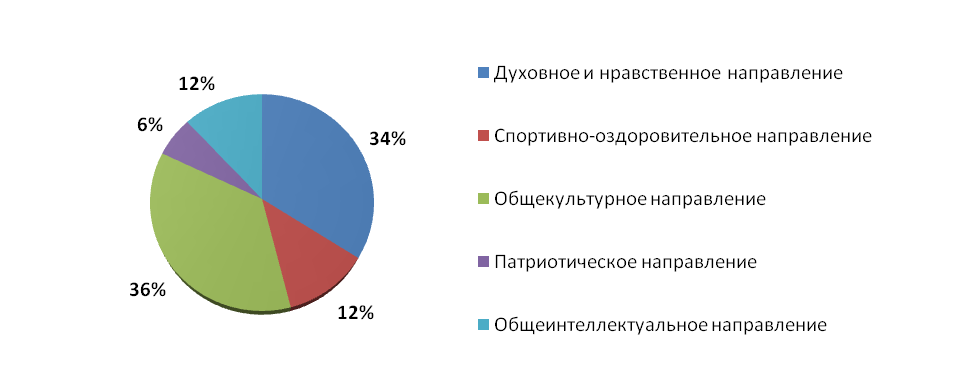 12%
6%
34%
36%
12%
Духовное и нравственное направление
Спортивно-оздоровительное направление
Общекультурное направление
Патриотическое направление
Общеинтеллектуальное направление